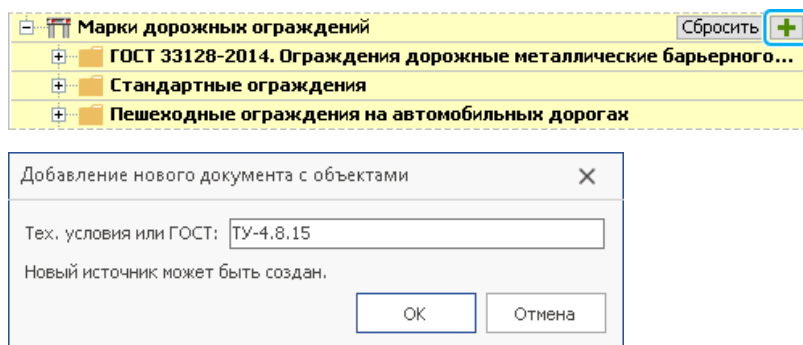 Марки дорожных ограждений Сбросить
ГОСТ 33128-2014. Ограждения дорожные металлические барьерного...
Стандартные ограждения
Пешеходные ограждения на автомобильных дорогах
Добавление нового документа с объектами
Тех. условия или ГОСТ: ТУ-4.8.15
Новый источник может быть создан.
ОК Отмена